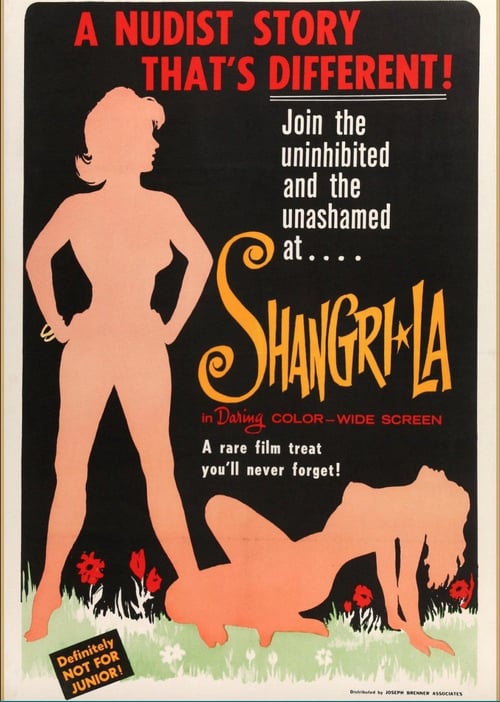 A NUDIST STORY
THAT'S DIFFERENT!
Join the
uninhibited
and the
unashamed
at....
SHANGRI★LA
in Daring COLOR—WIDE SCREEN
A rare film treat
you'll never forget!
Definitely
NOT FOR
JUNIOR!
Distributed by JOSEPH BRENNER ASSOCIATES